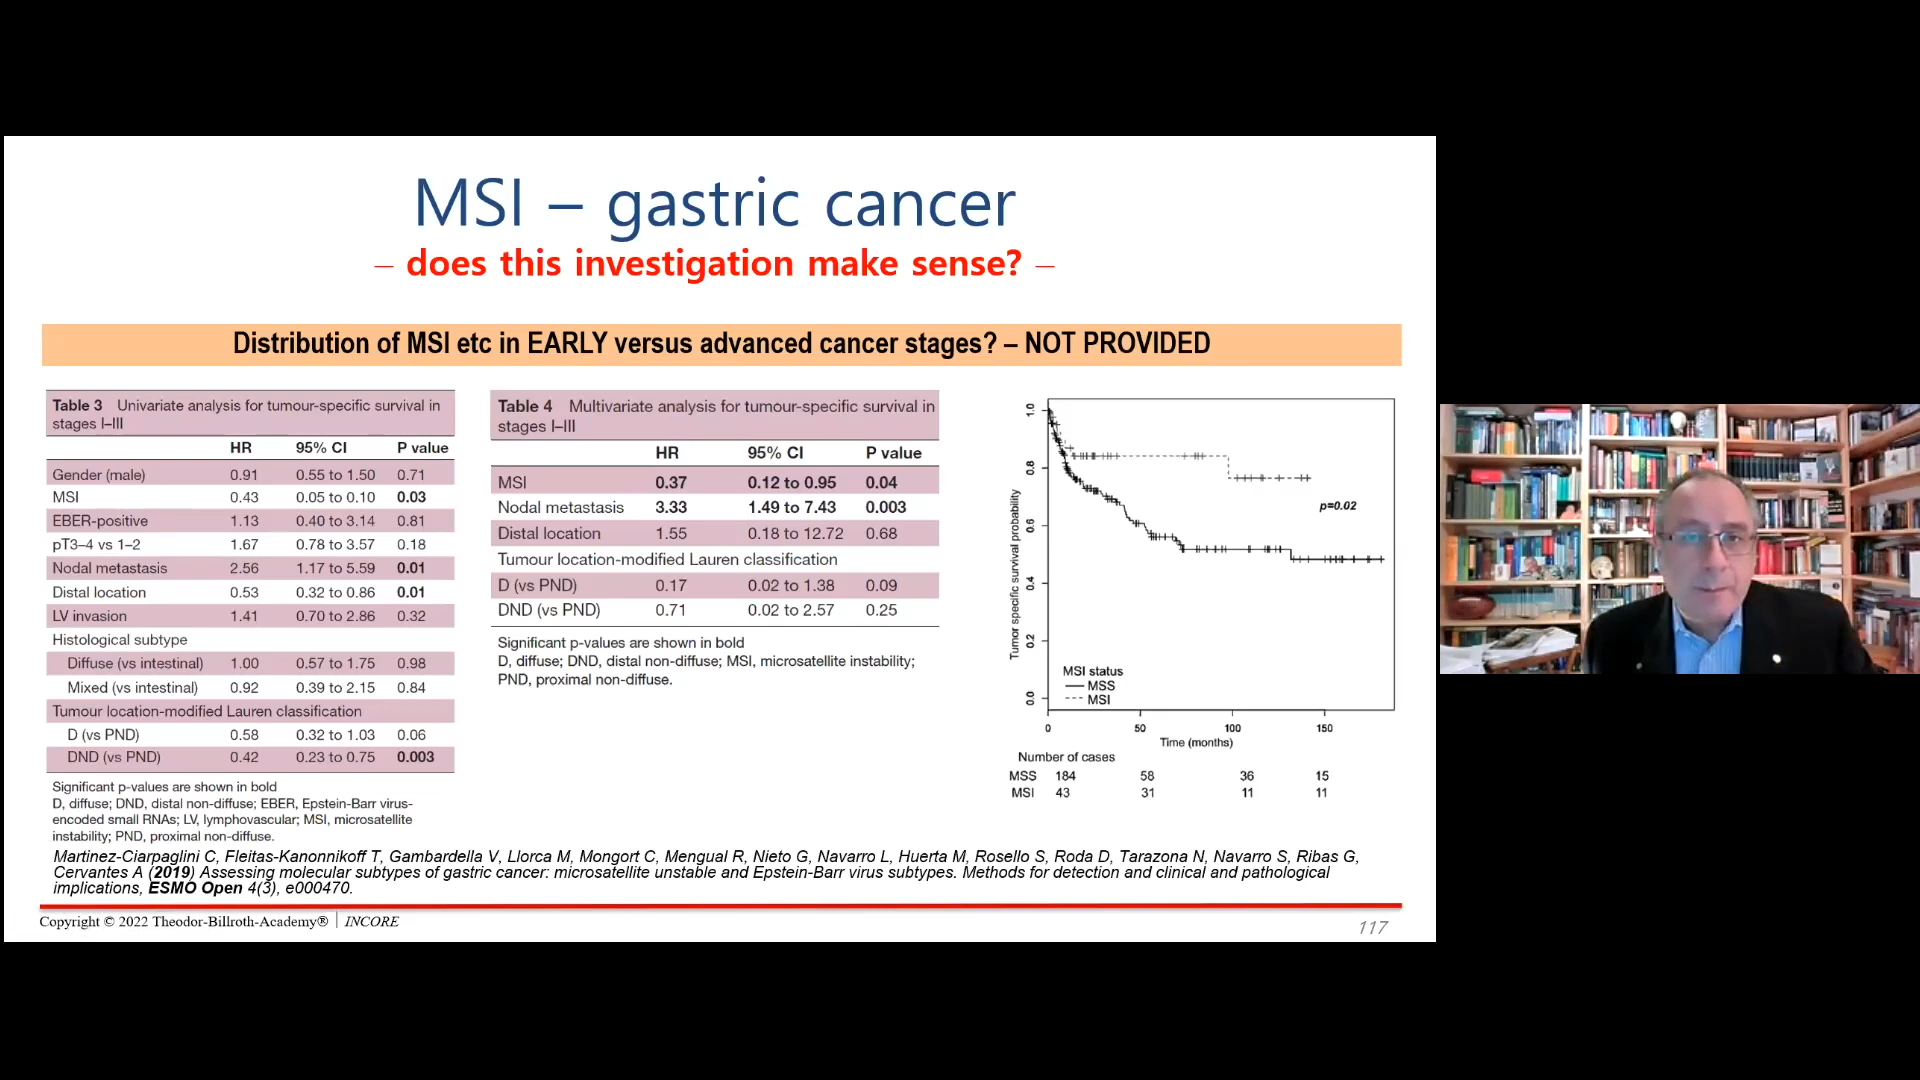 MSI – gastric cancer
– does this investigation make sense? –
Distribution of MSI etc in EARLY versus advanced cancer stages? – NOT PROVIDED
Table 3 Univariate analysis for tumour-specific survival in
stages I–III
HR 95% CI P value
Gender (male) 0.91 0.55 to 1.50 0.71
MSI 0.43 0.05 to 0.10 0.03
EBER-positive 1.13 0.40 to 3.14 0.81
pT3–4 vs 1–2 1.67 0.78 to 3.57 0.18
Nodal metastasis 2.56 1.17 to 5.59 0.01
Distal location 0.53 0.32 to 0.86 0.01
LV invasion 1.41 0.70 to 2.86 0.32
Histological subtype
Diffuse (vs intestinal) 1.00 0.57 to 1.75 0.98
Mixed (vs intestinal) 0.92 0.39 to 2.15 0.84
Tumour location-modified Lauren classification
D (vs PND) 0.58 0.32 to 1.03 0.06
DND (vs PND) 0.42 0.23 to 0.75 0.003
Significant p-values are shown in bold
D, diffuse; DND, distal non-diffuse; EBER, Epstein-Barr virus-
encoded small RNAs; LV, lymphovascular; MSI, microsatellite
instability; PND, proximal non-diffuse.
Table 4 Multivariate analysis for tumour-specific survival in
stages I–III
HR 95% CI P value
MSI 0.37 0.12 to 0.95 0.04
Nodal metastasis 3.33 1.49 to 7.43 0.003
Distal location 1.55 0.18 to 12.72 0.68
Tumour location-modified Lauren classification
D (vs PND) 0.17 0.02 to 1.38 0.09
DND (vs PND) 0.71 0.02 to 2.57 0.25
Significant p-values are shown in bold
D, diffuse; DND, distal non-diffuse; MSI, microsatellite instability;
PND, proximal non-diffuse.
Tumor specific survival probability
1.0
0.8
0.6
0.4
0.2
0.0
p=0.02
MSI status
MSS
MSI
0 50 100 150
Time (months)
Number of cases
MSS 184 58 36 15
MSI 43 31 11 11
Martinez-Ciarpaglini C, Fleitas-Kanonnikoff T, Gambardella V, Llorca M, Mongort C, Mengual R, Nieto G, Navarro L, Huerta M, Rosello S, Roda D, Tarazona N, Navarro S, Ribas G,
Cervantes A (2019) Assessing molecular subtypes of gastric cancer: microsatellite unstable and Epstein-Barr virus subtypes. Methods for detection and clinical and pathological
implications, ESMO Open 4(3), e000470.
Copyright © 2022 Theodor-Billroth-Academy® | INCORE
117